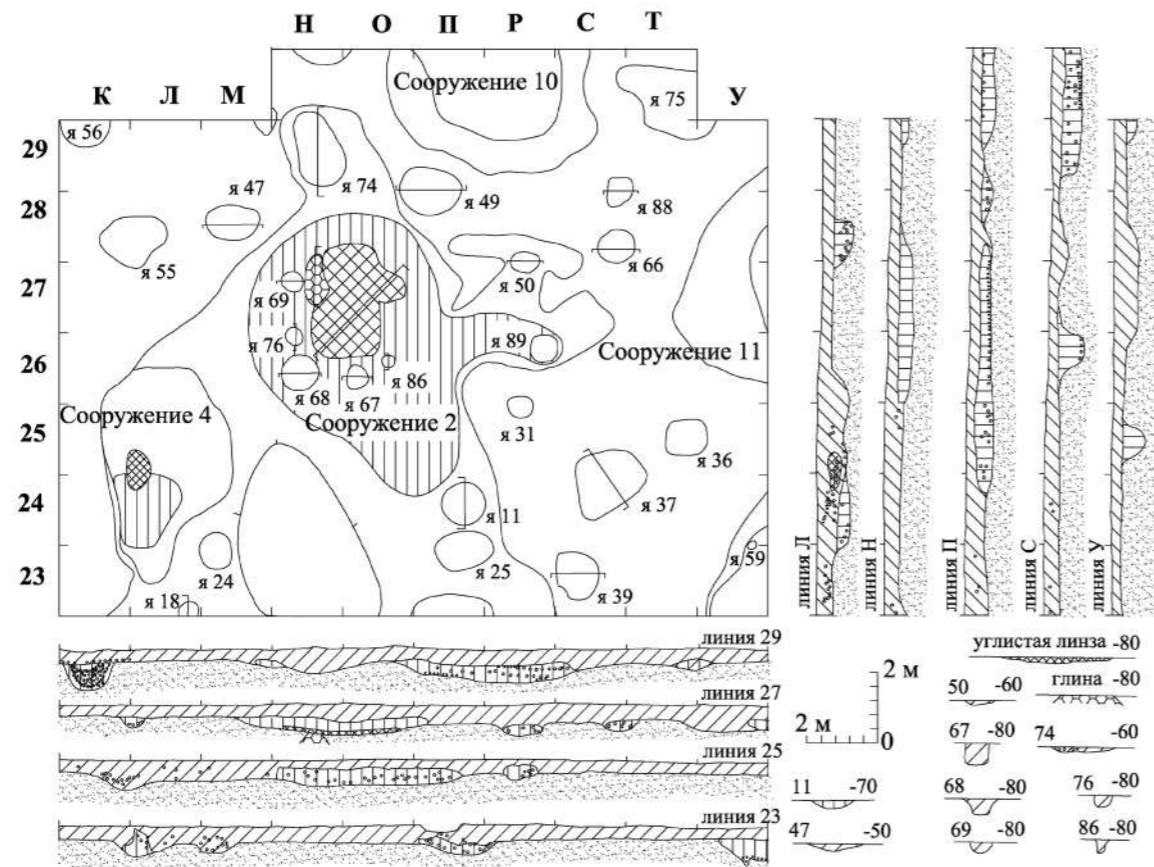 Н О П Р С Т
Сооружение 10
я 75
К Л М У
я 56
29
я 47
я 74
я 49
28
я 88
я 55
я 66
27
я 50
я 69
я 76
я 89
Сооружение 11
26
я 86
я 68
я 67
Сооружение 4
Сооружение 2
я 31
25
я 36
24
я 37
я 11
23
я 24
я 25
я 59
я 18
я 39
линия Л
линия Н
линия П
линия С
линия У
линия 29
линия 27
линия 25
линия 23
2 м
2 м
0
углистая линза -80
глина -80
50 -60
67 -80
74 -60
11 -70
68 -80
76 -80
47 -50
69 -80
86 -80